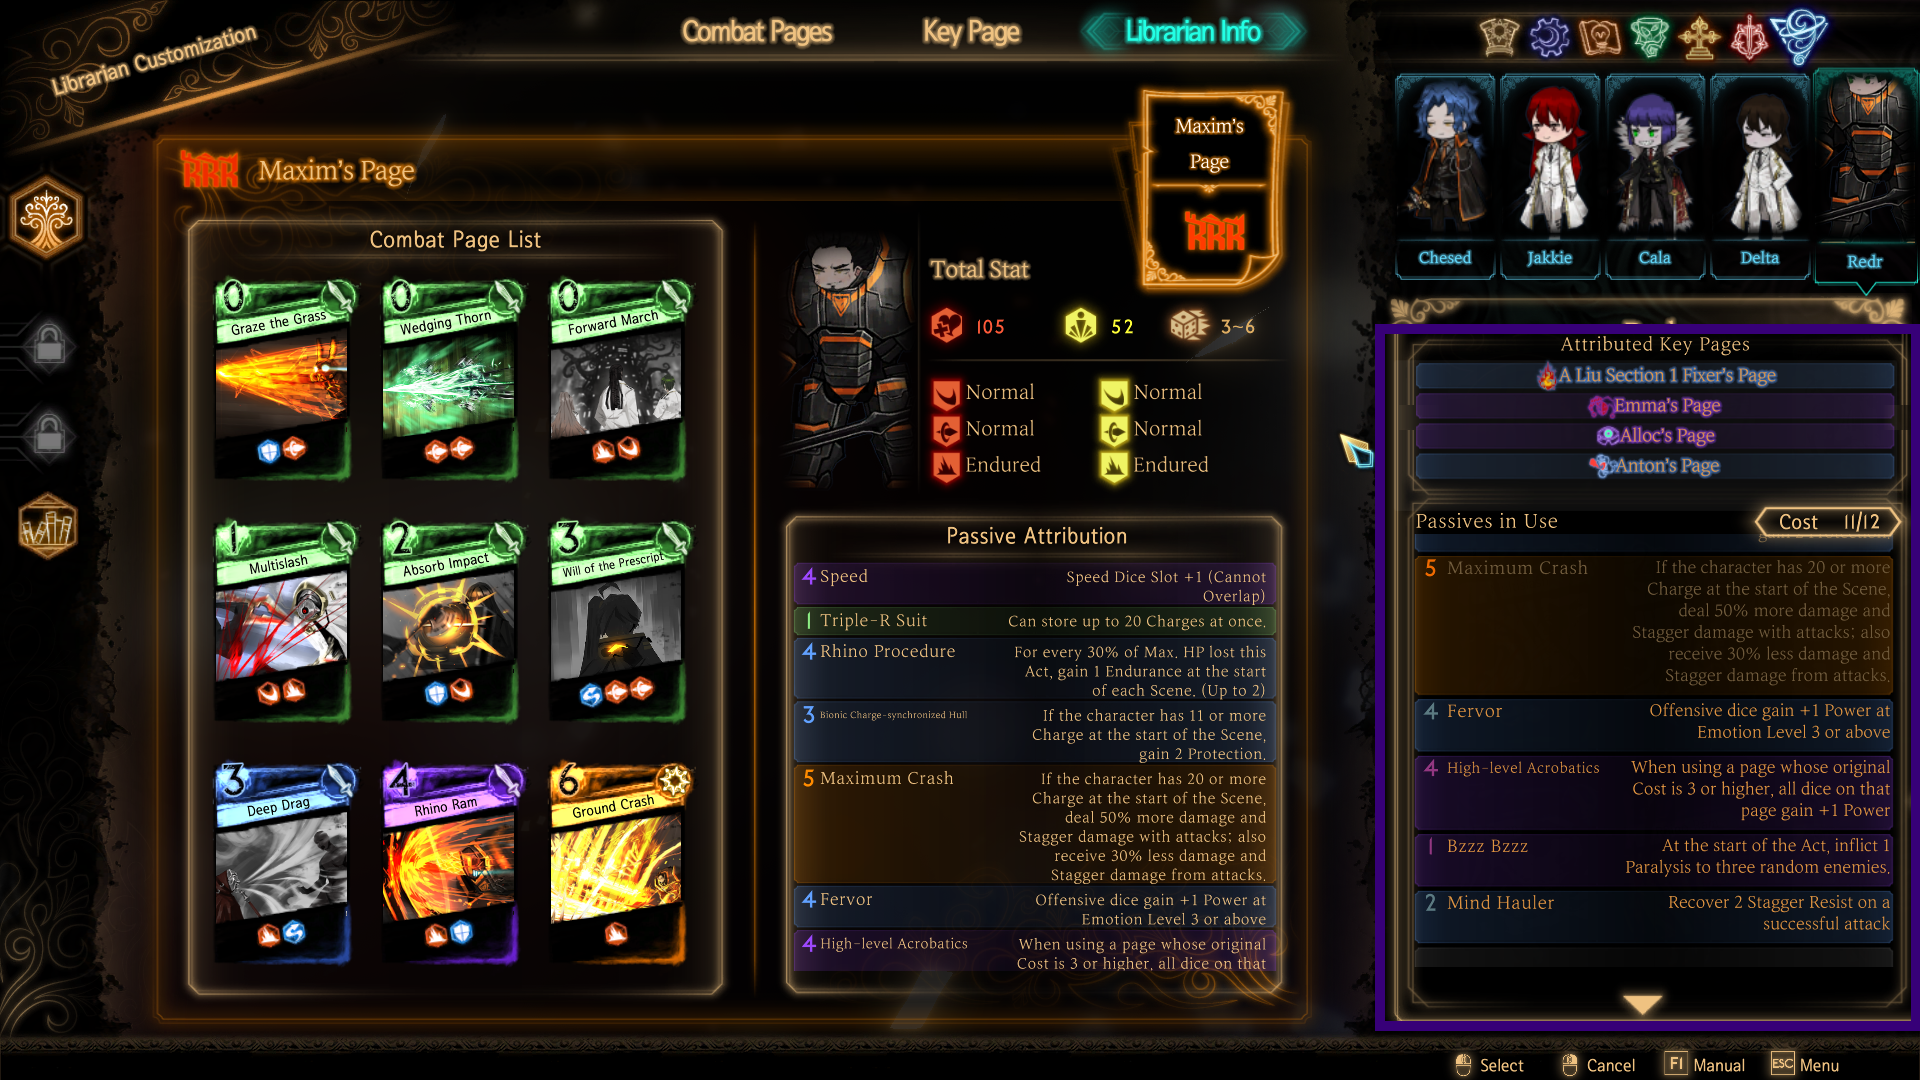 Librarian Customization
Combat Pages
Key Page
Librarian Info
RRR
Maxim's Page
Maxim's
Page
RRR
Combat Page List
0
Graze the Grass
0
Wedging Thorn
0
Forward March
1
Multislash
2
Absorb Impact
3
Will of the Prescript
3
Deep Drag
4
Rhino Ram
6
Ground Crash
Total Stat
105
52
3~6
Normal
Normal
Normal
Normal
Endured
Endured
Passive Attribution
4 Speed
Speed Dice Slot +1 (Cannot
Overlap)
1 Triple-R Suit
Can store up to 20 Charges at once.
4 Rhino Procedure
For every 30% of Max. HP lost this
Act, gain 1 Endurance at the start
of each Scene. (Up to 2)
3 Bionic Charge-synchronized Hull
If the character has 11 or more
Charge at the start of the Scene,
gain 2 Protection.
5 Maximum Crash
If the character has 20 or more
Charge at the start of the Scene,
deal 50% more damage and
Stagger damage with attacks; also
receive 30% less damage and
Stagger damage from attacks.
4 Fervor
Offensive dice gain +1 Power at
Emotion Level 3 or above
4 High-level Acrobatics
When using a page whose original
Cost is 3 or higher, all dice on that
Chesed
Jakkie
Cala
Delta
Redr
Attributed Key Pages
A Liu Section 1 Fixer's Page
Emma's Page
Alloc's Page
Anton's Page
Passives in Use
Cost 11/12
5 Maximum Crash
If the character has 20 or more
Charge at the start of the Scene,
deal 50% more damage and
Stagger damage with attacks; also
receive 30% less damage and
Stagger damage from attacks.
4 Fervor
Offensive dice gain +1 Power at
Emotion Level 3 or above
4 High-level Acrobatics
When using a page whose original
Cost is 3 or higher, all dice on that
page gain +1 Power
1 Bzzz Bzzz
At the start of the Act, inflict 1
Paralysis to three random enemies.
2 Mind Hauler
Recover 2 Stagger Resist on a
successful attack
Select
Cancel
F1 Manual
ESC Menu